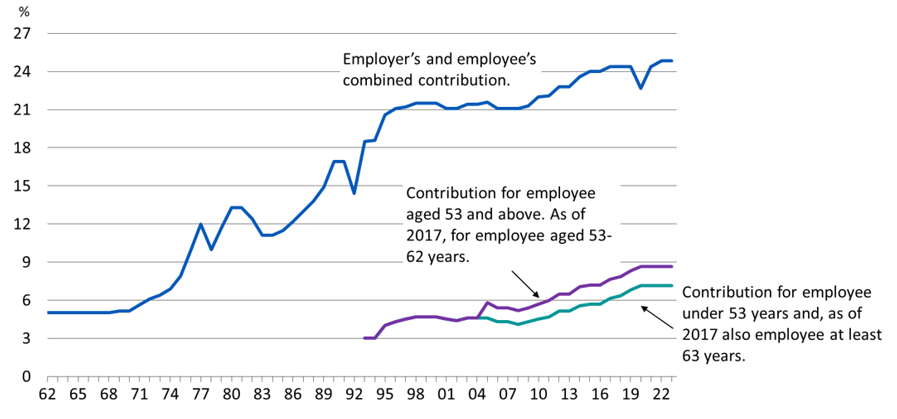 %
27
Employer’s and employee’s
combined contribution.
24
21
18
15
Contribution for employee
aged 53 and above. As of
2017, for employee aged 53-
62 years.
12
9
Contribution for employee
under 53 years and, as of
2017 also employee at least
63 years.
6
3
0
62 65 68 71 74 77 80 83 86 89 92 95 98 01 04 07 10 13 16 19 22